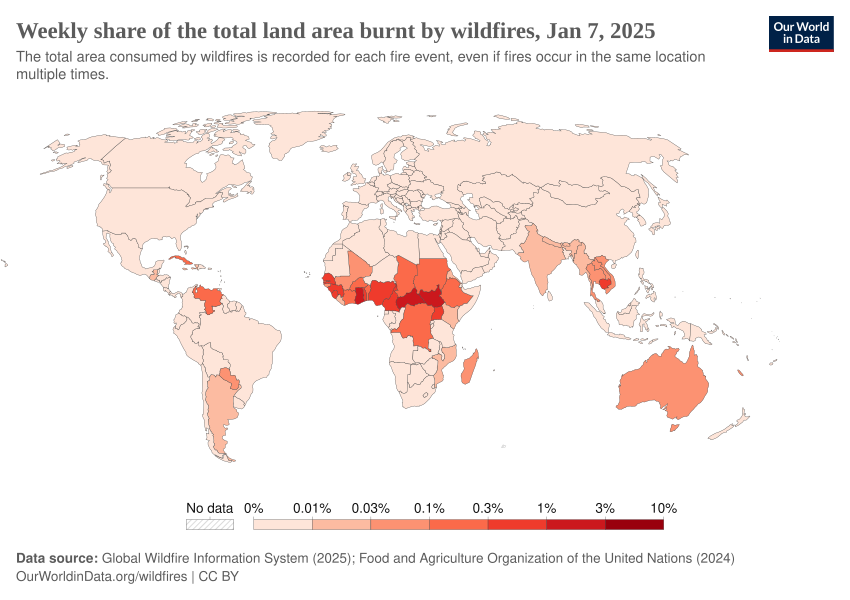 Weekly share of the total land area burnt by wildfires, Jan 7, 2025
Our World
in Data
The total area consumed by wildfires is recorded for each fire event, even if fires occur in the same location
multiple times.
No data 0% 0.01% 0.03% 0.1% 0.3% 1% 3% 10%
Data source: Global Wildfire Information System (2025); Food and Agriculture Organization of the United Nations (2024)
OurWorldinData.org/wildfires | CC BY